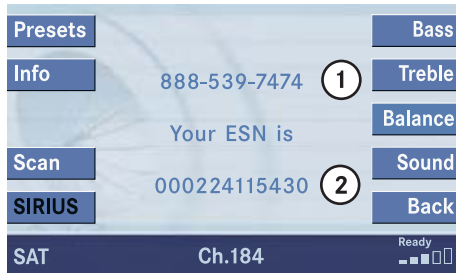 Presets
Bass
Info
888-539-7474
1
Treble
Balance
Your ESN is
Scan
Sound
000224115430
2
SIRIUS
Back
SAT
Ch.184
Ready